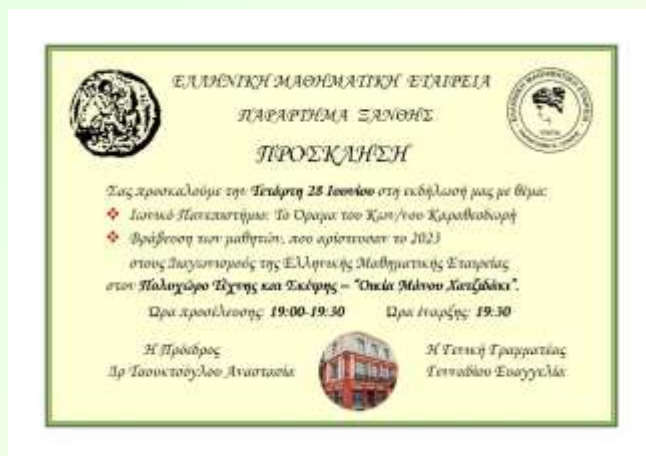 ΕΛΛΗΝΙΚΗ ΜΑΘΗΜΑΤΙΚΗ ΕΤΑΙΡΕΙΑ
ΠΑΡΑΡΤΗΜΑ ΞΑΝΘΗΣ
ΠΡΟΣΚΛΗΣΗ
Σας προσκαλούμε την Τετάρτη 28 Ιουνίου στη εκδήλωσή μας με θέμα:
❖ Ιωνικό Πανεπιστήμιο: Το Όραμα του Κων/νου Καραθεοδωρή
❖ Βράβευση των μαθητών, που αρίστευσαν το 2023
στους Διαγωνισμούς της Ελληνικής Μαθηματικής Εταιρείας
στον Πολυχώρο Τέχνης και Σκέψης – “Οικία Μάνου Χατζιδάκι”.
Ώρα προσέλευσης: 19:00-19:30 Ώρα έναρξης: 19:30
Η Πρόεδρος Η Γενική Γραμματέας
Δρ Ταουκτσόγλου Αναστασία Γενναδίου Ευαγγελία